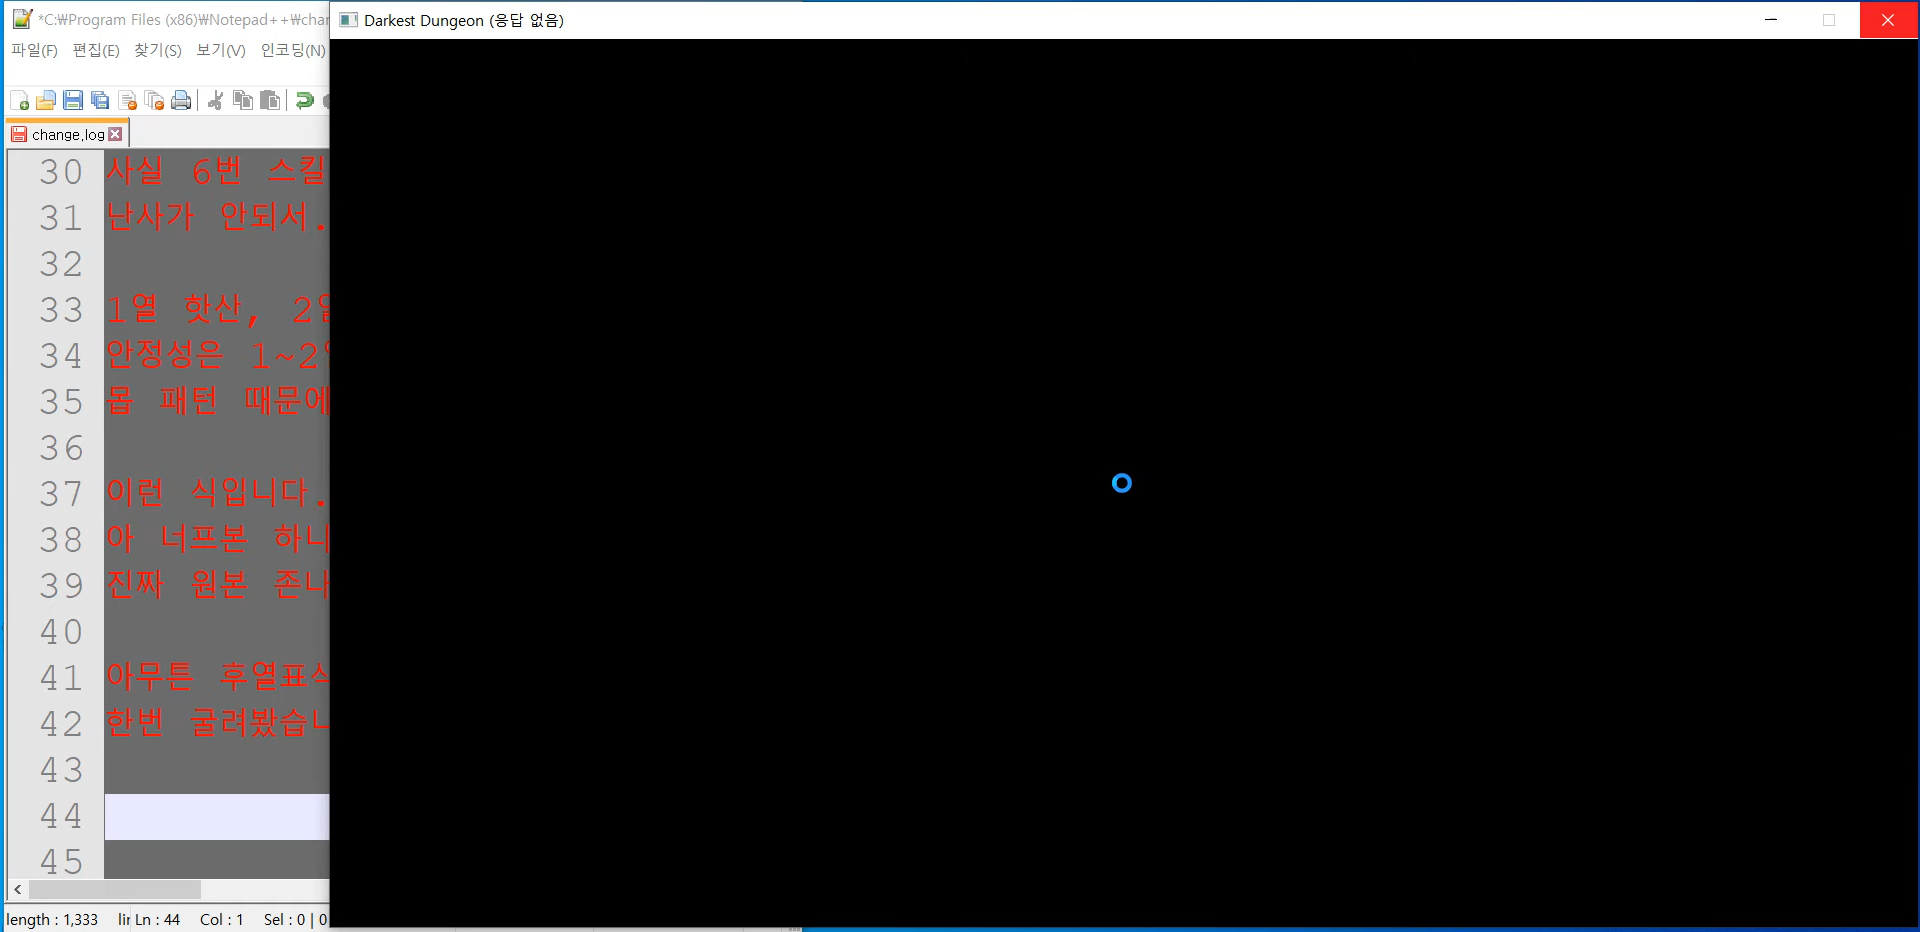 *C:₩Program Files (x86)₩Notepad++₩char
Darkest Dungeon (응답 없음)
파일(F) 편집(E) 찾기(S) 보기(V) 인코딩(N)
change.log
30 사실 6번 스킬
31 난사가 안되서.
32
33 1열 핫산, 2열
34 안정성은 1~2
35 몹 패턴 때문에
36
37 이런 식입니다.
38 아 너프본 하나
39 진짜 원본 존나
40
41 아무튼 후열표식
42 한번 굴려봤습니
43
44
45
length : 1,333 lin Ln : 44 Col : 1 Sel : 0 | 0